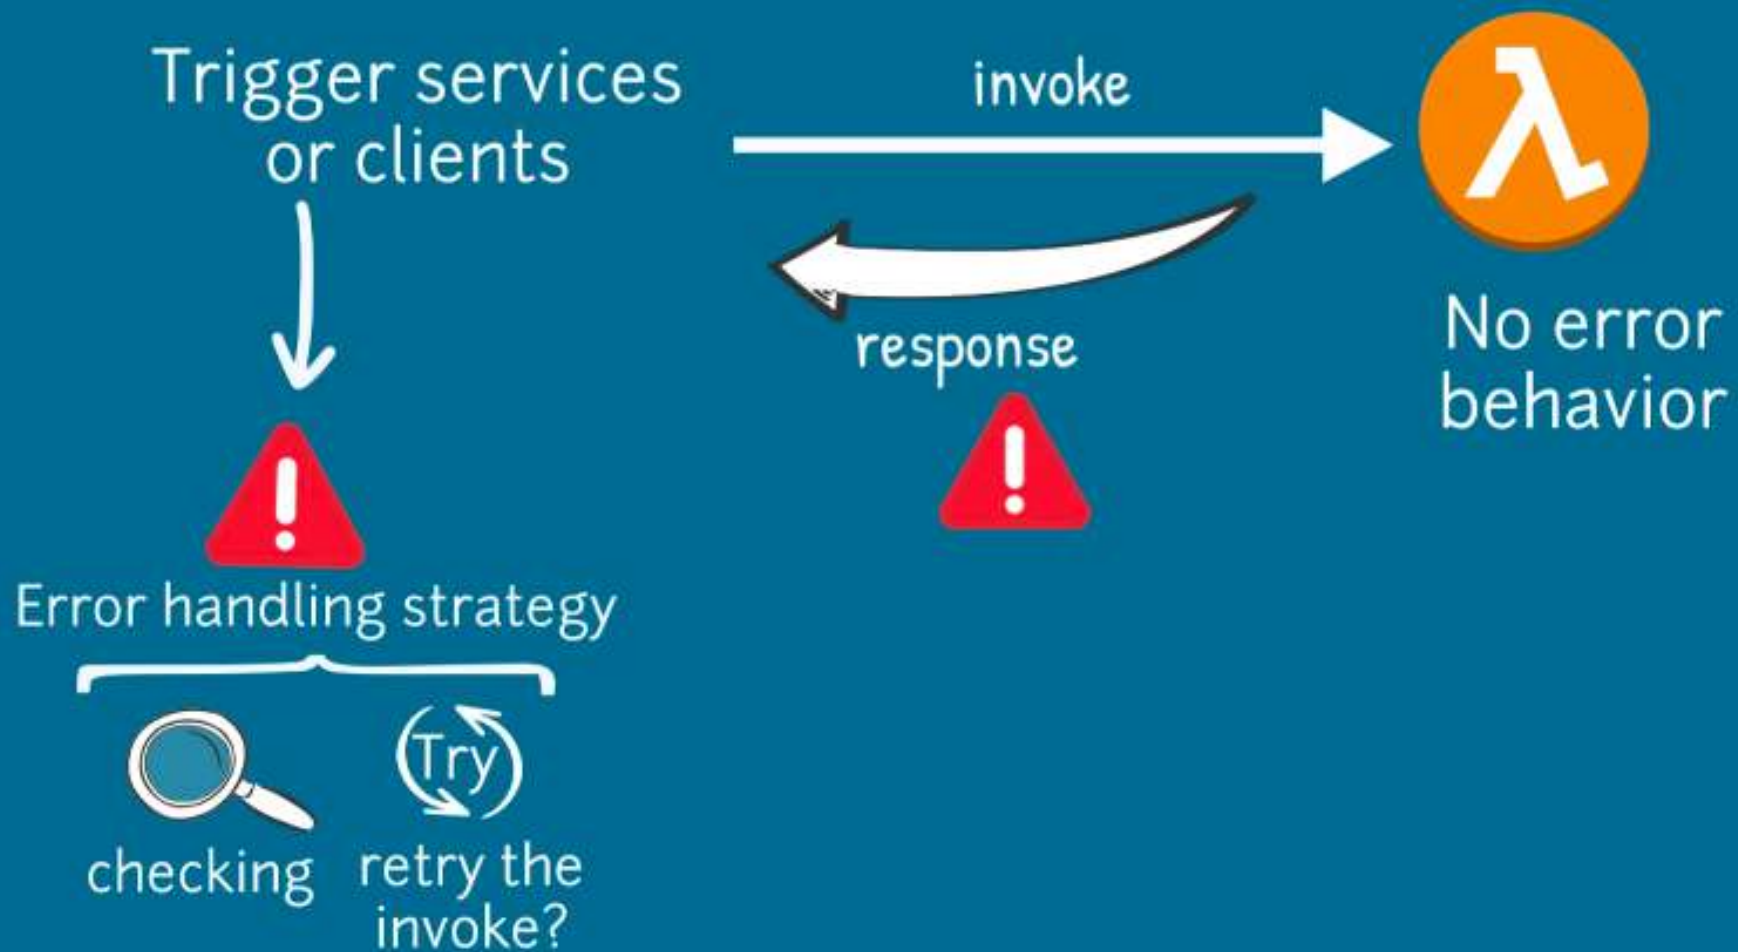 Trigger services
or clients
invoke
response
No error
behavior
Error handling strategy
Try
checking
retry the
invoke?